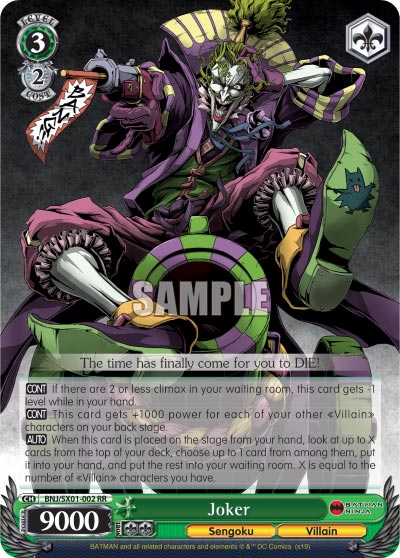 LEVEL
3
2
COST
BANG!
SAMPLE
The time has finally come for you to DIE!
CONT If there are 2 or less climax in your waiting room, this card gets -1
level while in your hand.
CONT This card gets +1000 power for each of your other «Villain»
characters on your back stage.
AUTO When this card is placed on the stage from your hand, look at up to X
cards from the top of your deck, choose up to 1 card from among them, put
it into your hand, and put the rest into your waiting room. X is equal to the
number of «Villain» characters you have.
CH BNJ/SX01-002 RR
Joker
POWER
9000
SOUL
Sengoku
Villain
BATMAN
NINJA
BATMAN and all related characters and elements © & ™ DC Comics. (s19)